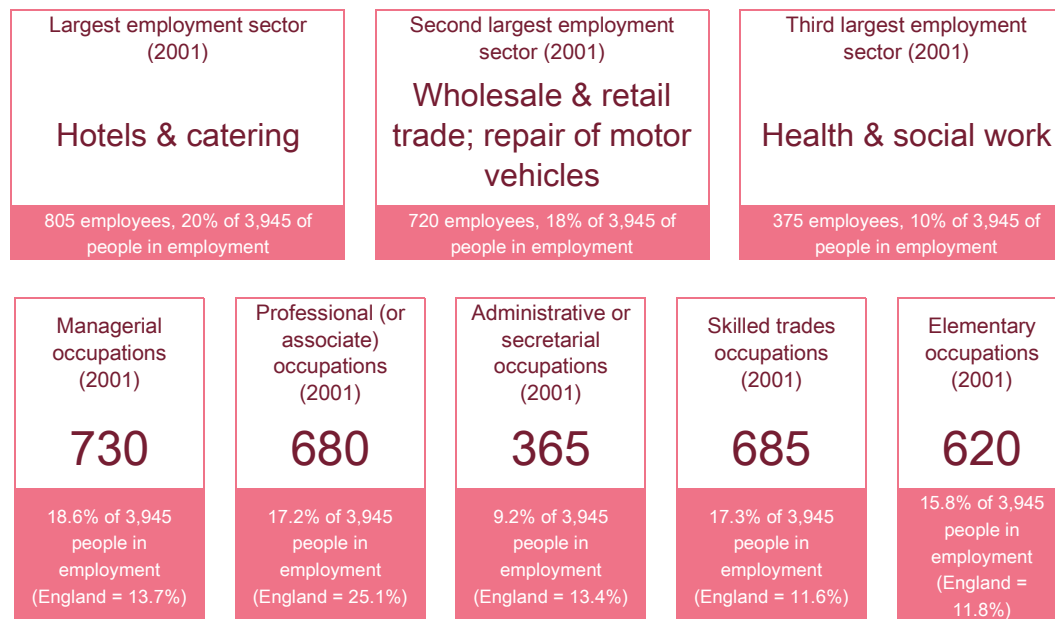 Largest employment sector
(2001)
Hotels & catering
805 employees, 20% of 3,945 of
people in employment
Second largest employment
sector (2001)
Wholesale & retail
trade; repair of motor
vehicles
720 employees, 18% of 3,945 of
people in employment
Third largest employment
sector (2001)
Health & social work
375 employees, 10% of 3,945 of
people in employment
Managerial
occupations
(2001)
730
18.6% of 3,945
people in
employment
(England = 13.7%)
Professional (or
associate)
occupations
(2001)
680
17.2% of 3,945
people in
employment
(England = 25.1%)
Administrative or
secretarial
occupations
(2001)
365
9.2% of 3,945
people in
employment
(England = 13.4%)
Skilled trades
occupations
(2001)
685
17.3% of 3,945
people in
employment
(England = 11.6%)
Elementary
occupations
(2001)
620
15.8% of 3,945
people in
employment
(England =
11.8%)